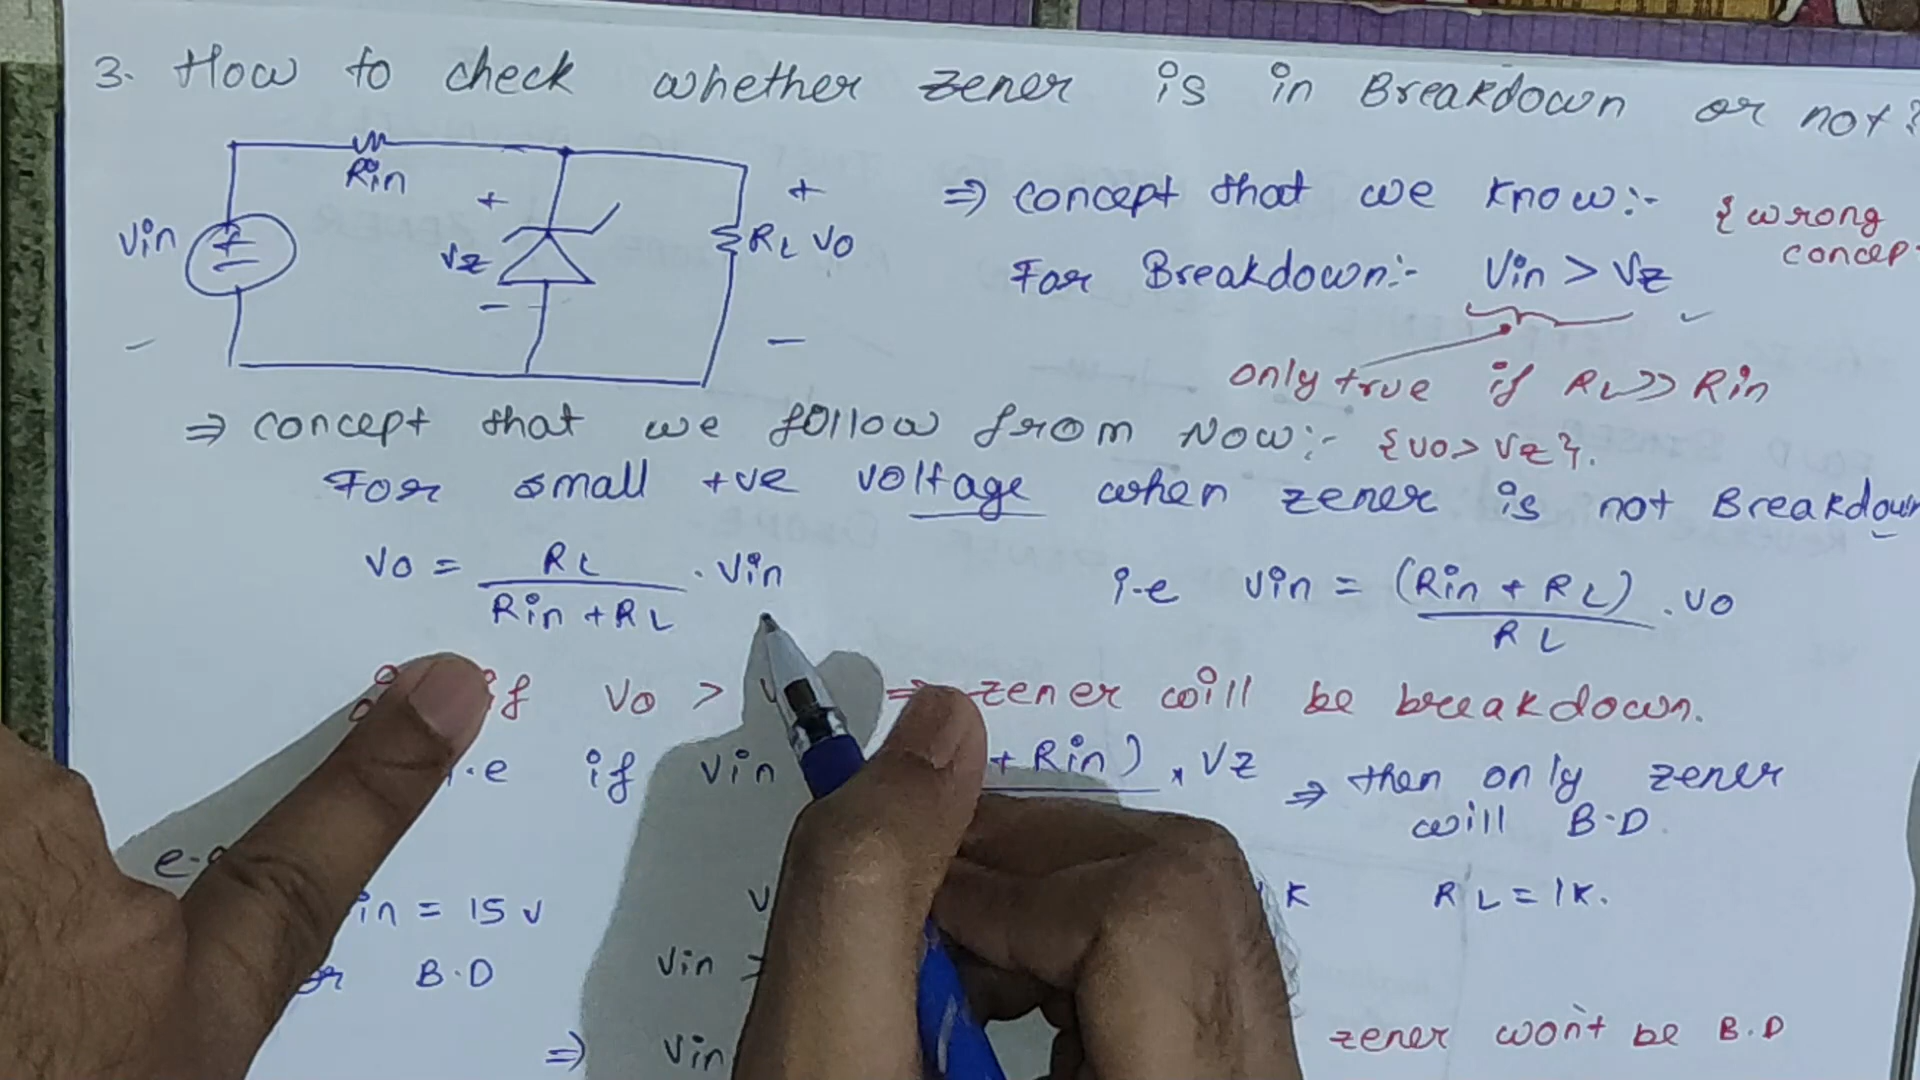 3. How to check whether zener is in Breakdown or not?
Rin
Vin
+
Vz
-
RL
+
Vo
-
⇒ concept that we know:- {wrong
concep
For Breakdown:- Vin > Vz
only true if RL >> Rin
⇒ concept that we follow from Now:- {Vo > Vz}.
For small +ve voltage when zener is not Breakdown
Vo = RL / (Rin + RL) . Vin
i.e Vin = (Rin + RL) / RL . Vo
if Vo > ⇒ zener will be breakdown.
i.e if Vin + Rin) * Vz ⇒ then only zener
will B.D.
in = 15 V K RL = 1K.
B.D Vin >
⇒ Vin zener won't be B.D